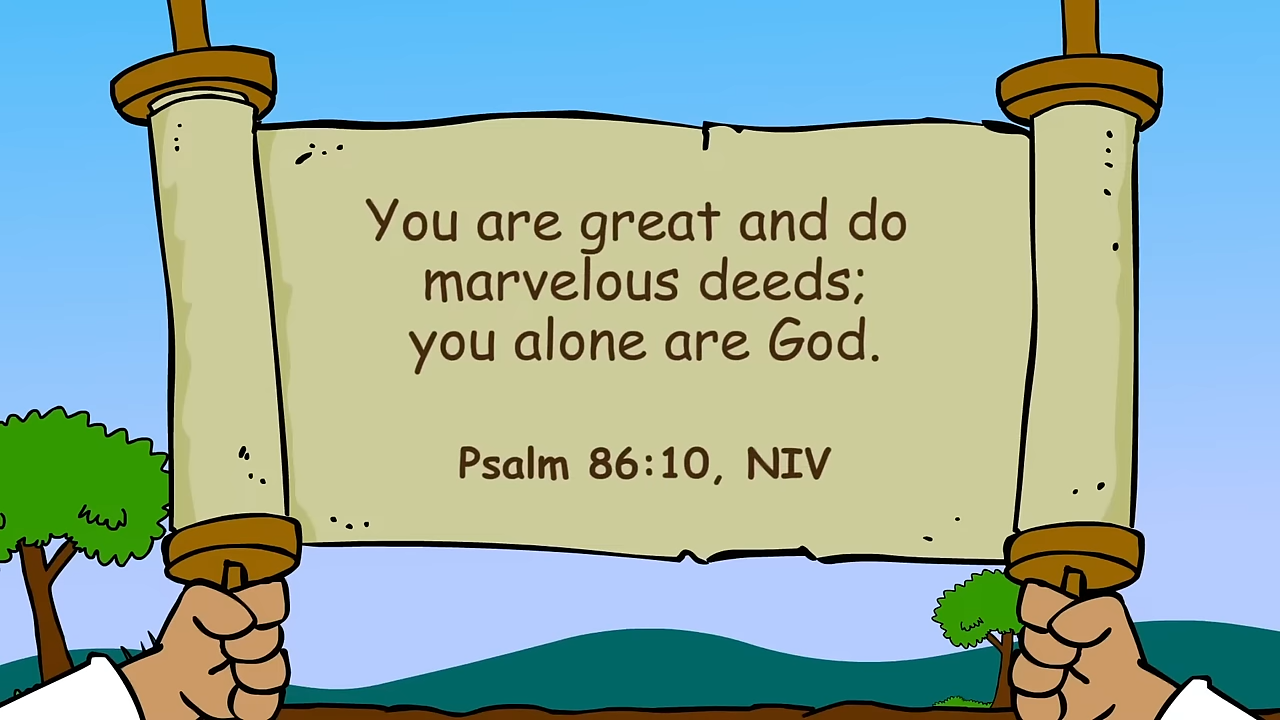 You are great and do
marvelous deeds;
you alone are God.
Psalm 86:10, NIV